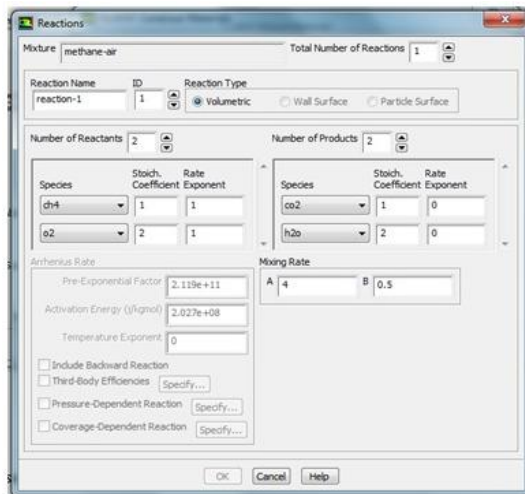 Reactions
Mixture methane-air Total Number of Reactions 1
Reaction Name ID Reaction Type
reaction-1 1 Volumetric Wall Surface Particle Surface
Number of Reactants 2 Number of Products 2
Stoich. Rate Stoich. Rate
Species Coefficient Exponent Species Coefficient Exponent
ch4 1 1 co2 1 0
o2 2 1 h2o 2 0
Arrhenius Rate Mixing Rate
Pre-Exponential Factor 2.119e+11 A 4 B 0.5
Activation Energy (j/kgmol) 2.027e+08
Temperature Exponent 0
Include Backward Reaction
Third-Body Efficiencies Specify...
Pressure-Dependent Reaction Specify...
Coverage-Dependent Reaction Specify...
OK Cancel Help